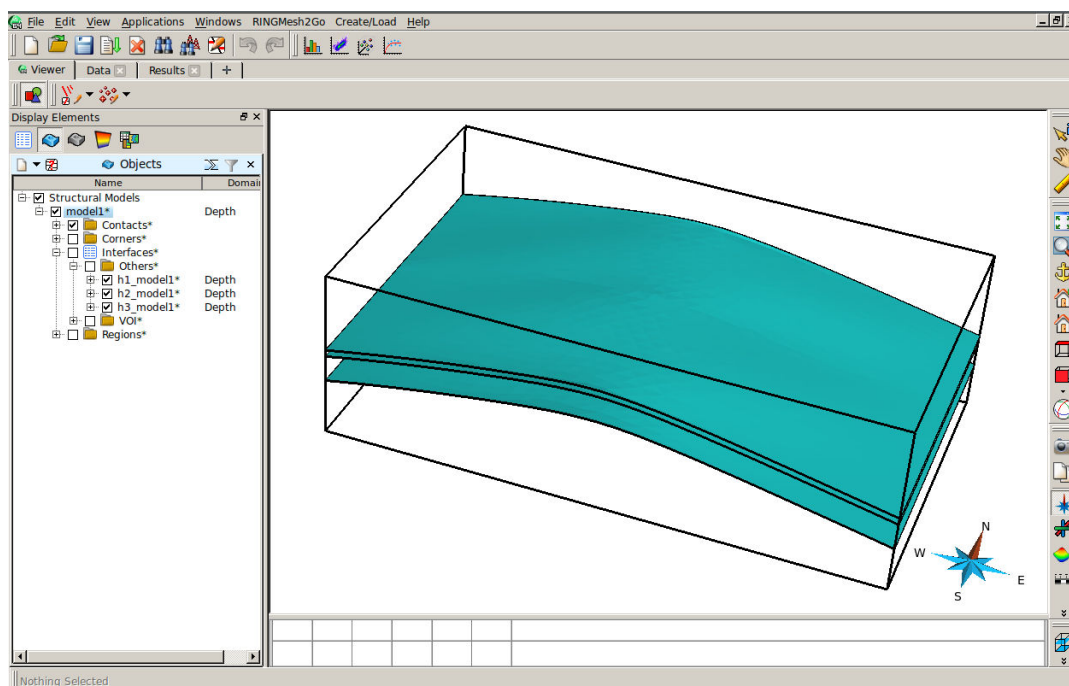 File Edit View Applications Windows RINGMesh2Go Create/Load Help
Viewer Data Results +
Display Elements
Objects
Name Domai
Structural Models
model1* Depth
Contacts*
Corners*
Interfaces*
Others*
h1_model1* Depth
h2_model1* Depth
h3_model1* Depth
VOI*
Regions*
N
W
E
S
Nothing Selected